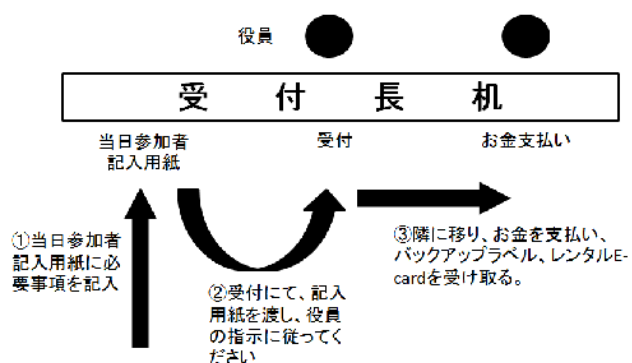 役員
受付長机
当日参加者
記入用紙
受付
お金支払い
①当日参加者
記入用紙に必
要事項を記入
②受付にて、記入
用紙を渡し、役員
の指示に従ってく
ださい
③隣に移り、お金を支払い、
バックアップラベル、レンタルE-
cardを受け取る。